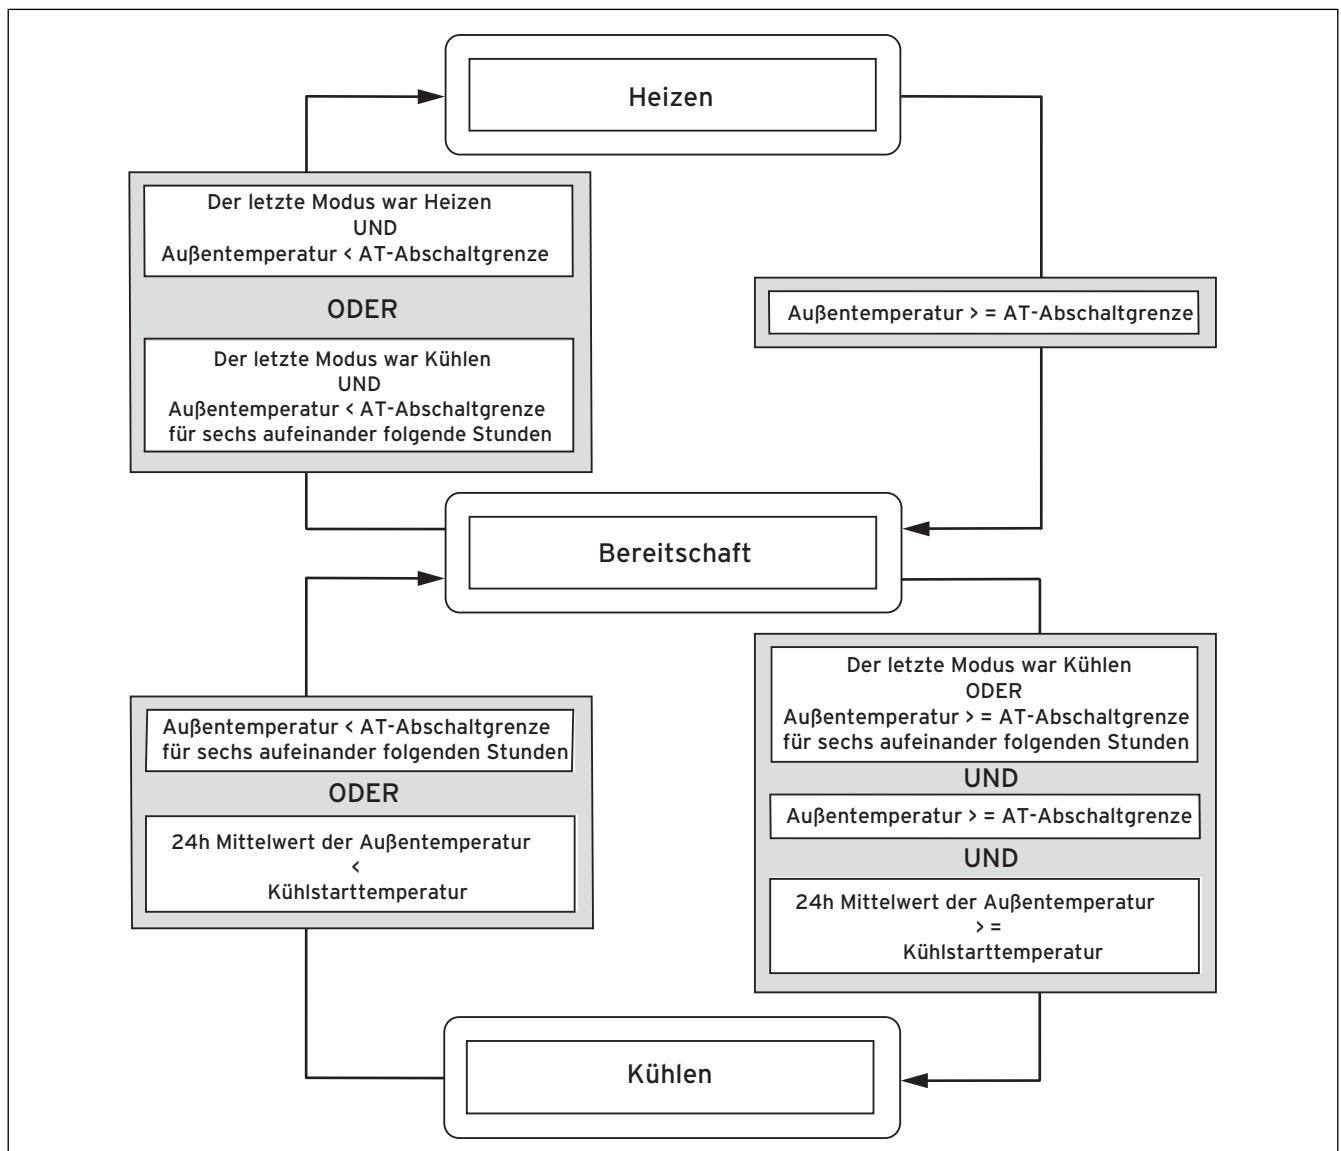 Heizen
Der letzte Modus war Heizen
UND
Außentemperatur < AT-Abschaltgrenze
ODER
Der letzte Modus war Kühlen
UND
Außentemperatur < AT-Abschaltgrenze
für sechs aufeinander folgende Stunden
Außentemperatur > = AT-Abschaltgrenze
Bereitschaft
Außentemperatur < AT-Abschaltgrenze
für sechs aufeinander folgenden Stunden
ODER
24h Mittelwert der Außentemperatur
<
Kühlstarttemperatur
Der letzte Modus war Kühlen
ODER
Außentemperatur > = AT-Abschaltgrenze
für sechs aufeinander folgenden Stunden
UND
Außentemperatur > = AT-Abschaltgrenze
UND
24h Mittelwert der Außentemperatur
> =
Kühlstarttemperatur
Kühlen